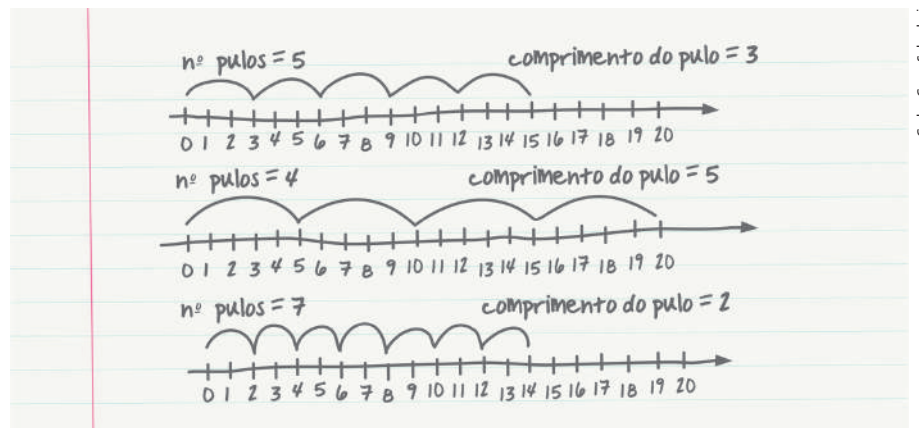 nº pulos = 5 comprimento do pulo = 3
0 1 2 3 4 5 6 7 8 9 10 11 12 13 14 15 16 17 18 19 20
nº pulos = 4 comprimento do pulo = 5
0 1 2 3 4 5 6 7 8 9 10 11 12 13 14 15 16 17 18 19 20
nº pulos = 7 comprimento do pulo = 2
0 1 2 3 4 5 6 7 8 9 10 11 12 13 14 15 16 17 18 19 20